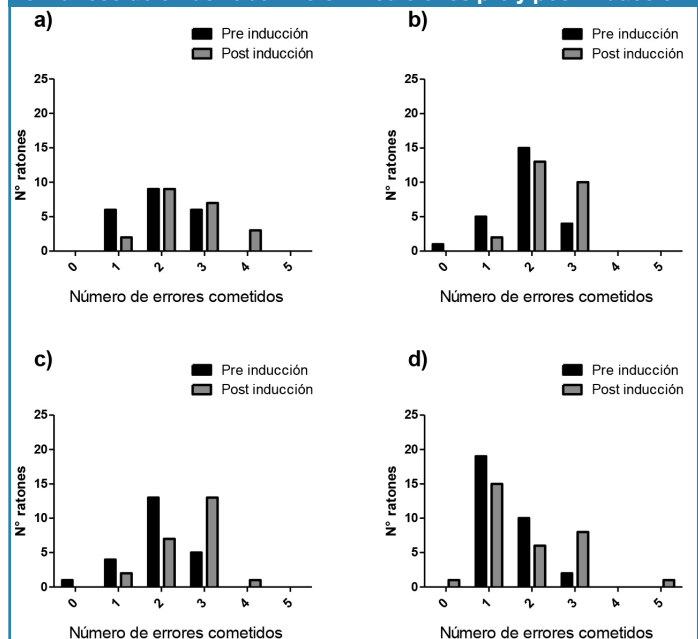 a)
Pre inducción
Post inducción
25
20
15
10
5
0
N° ratones
0 1 2 3 4 5
Número de errores cometidos
b)
Pre inducción
Post inducción
25
20
15
10
5
0
N° ratones
0 1 2 3 4 5
Número de errores cometidos
c)
Pre inducción
Post inducción
25
20
15
10
5
0
N° ratones
0 1 2 3 4 5
Número de errores cometidos
d)
Pre inducción
Post inducción
25
20
15
10
5
0
N° ratones
0 1 2 3 4 5
Número de errores cometidos